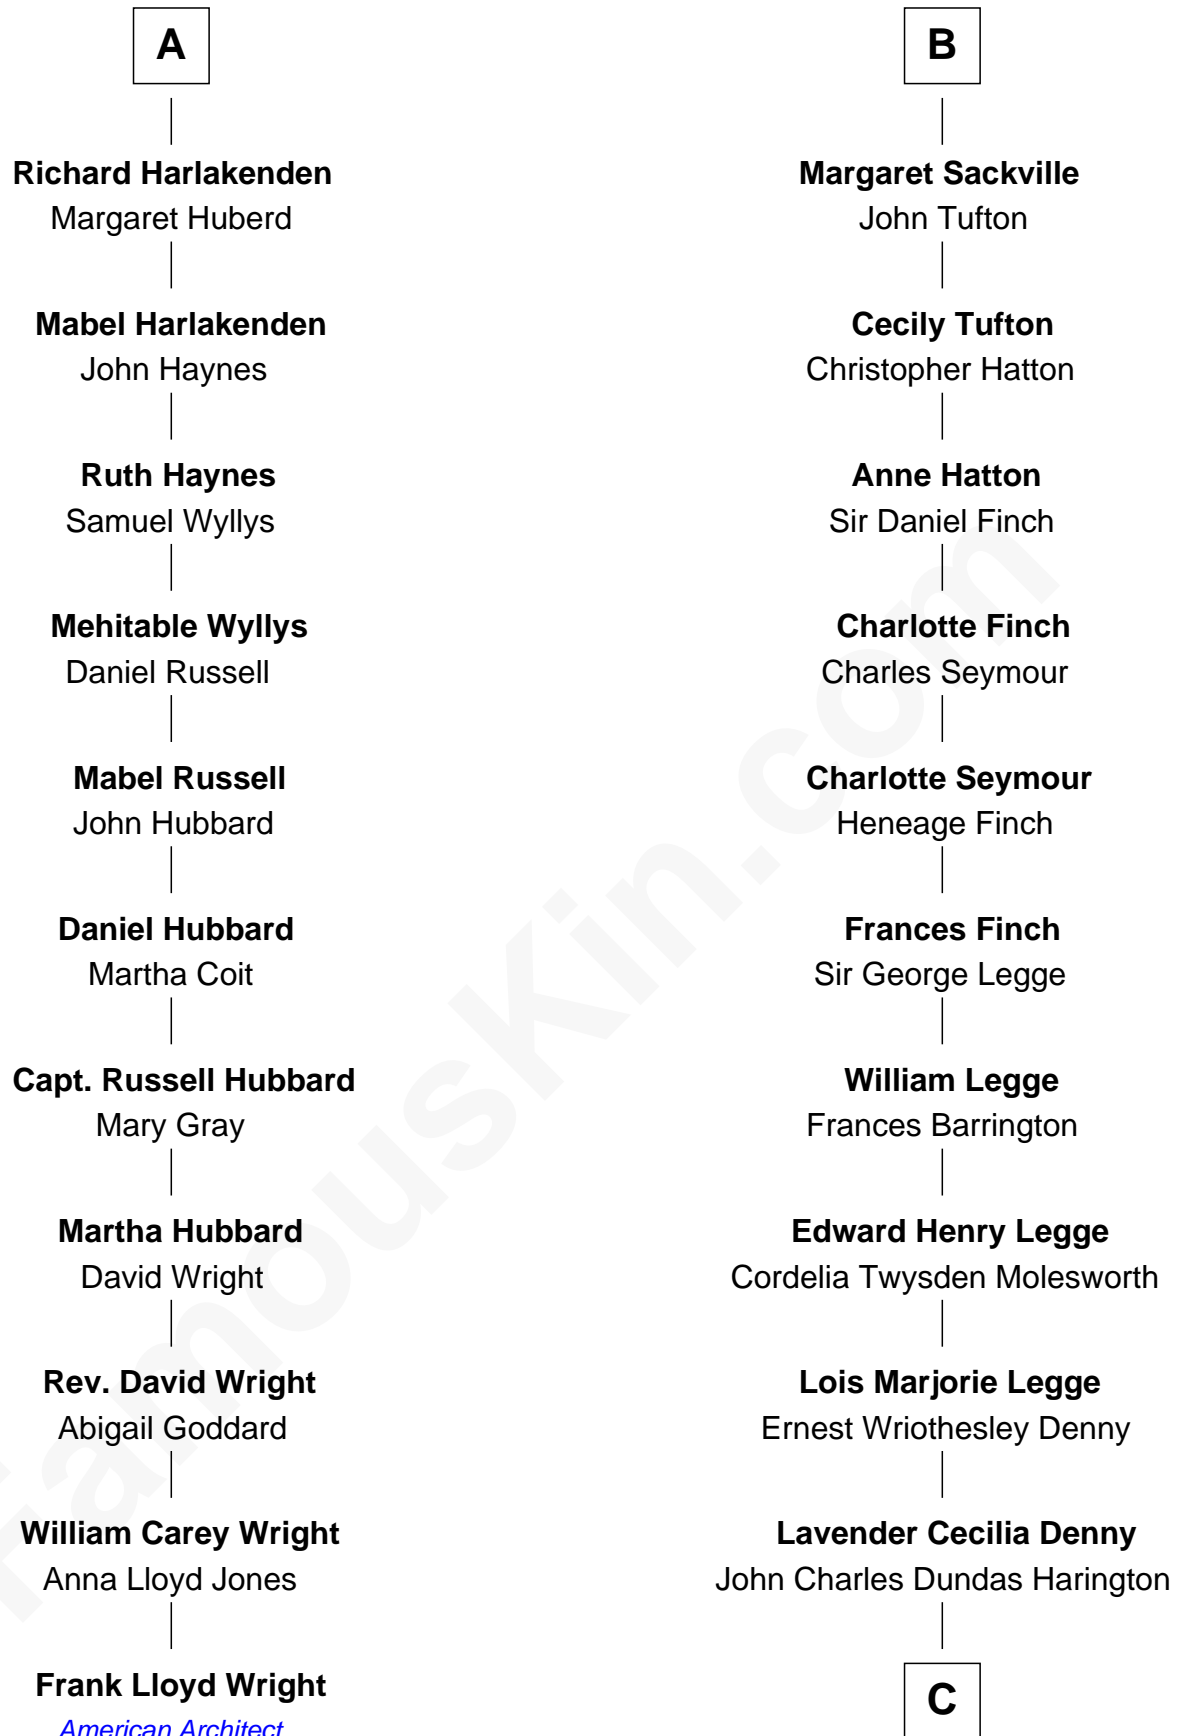 A
Richard Harlakenden
Margaret Huberd
Mabel Harlakenden
John Haynes
Ruth Haynes
Samuel Wyllys
Mehitable Wyllys
Daniel Russell
Mabel Russell
John Hubbard
Daniel Hubbard
Martha Coit
Capt. Russell Hubbard
Mary Gray
Martha Hubbard
David Wright
Rev. David Wright
Abigail Goddard
William Carey Wright
Anna Lloyd Jones
Frank Lloyd Wright
American Architect
B
Margaret Sackville
John Tufton
Cecily Tufton
Christopher Hatton
Anne Hatton
Sir Daniel Finch
Charlotte Finch
Charles Seymour
Charlotte Seymour
Heneage Finch
Frances Finch
Sir George Legge
William Legge
Frances Barrington
Edward Henry Legge
Cordelia Twysden Molesworth
Lois Marjorie Legge
Ernest Wriothesley Denny
Lavender Cecilia Denny
John Charles Dundas Harington
C
FamousKin.com